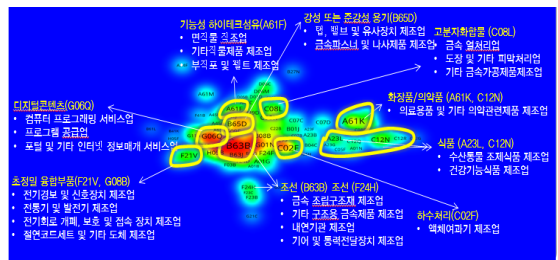 기능성 하이테크섬유(A61F)
• 면직물 직조업
• 기타직물제품 제조업
• 부직포 및 펠트 제조업
강성 또는 준강성 용기(B65D)
• 탭, 밸브 및 유사장치 제조업
• 금속파스너 및 나사제품 제조업
고분자화합물 (C08L)
• 금속 열처리업
• 도장 및 기타 피막처리업
• 기타 금속가공제품제조업
디지털콘텐츠(G06Q)
• 컴퓨터 프로그래밍 서비스업
• 프로그램 공급업
• 포털 및 기타 인터넷 정보매개 서비스업
화장품/의약품 (A61K, C12N)
• 의료용품 및 기타 의약관련제품 제조업
식품 (A23L, C12N)
• 수산동물 조제식품 제조업
• 건강기능식품 제조업
초정밀 융합부품(F21V, G08B)
• 전기경보 및 신호장치 제조업
• 전동기 및 발전기 제조업
• 전기회로 개폐, 보호 및 접속 장치 제조업
• 절연코드세트 및 기타 도체 제조업
조선 (B63B) 조선 (F24H)
• 금속 조립구조재 제조업
• 기타 구조용 금속제품 제조업
• 내연기관 제조업
• 기어 및 동력전달장치 제조업
하수처리(C02F)
• 액체여과기 제조업
A61F
C08L
B65D
G06Q
B63B
G08B
G01N
C02F
F21V
A61K
A23L
C12N